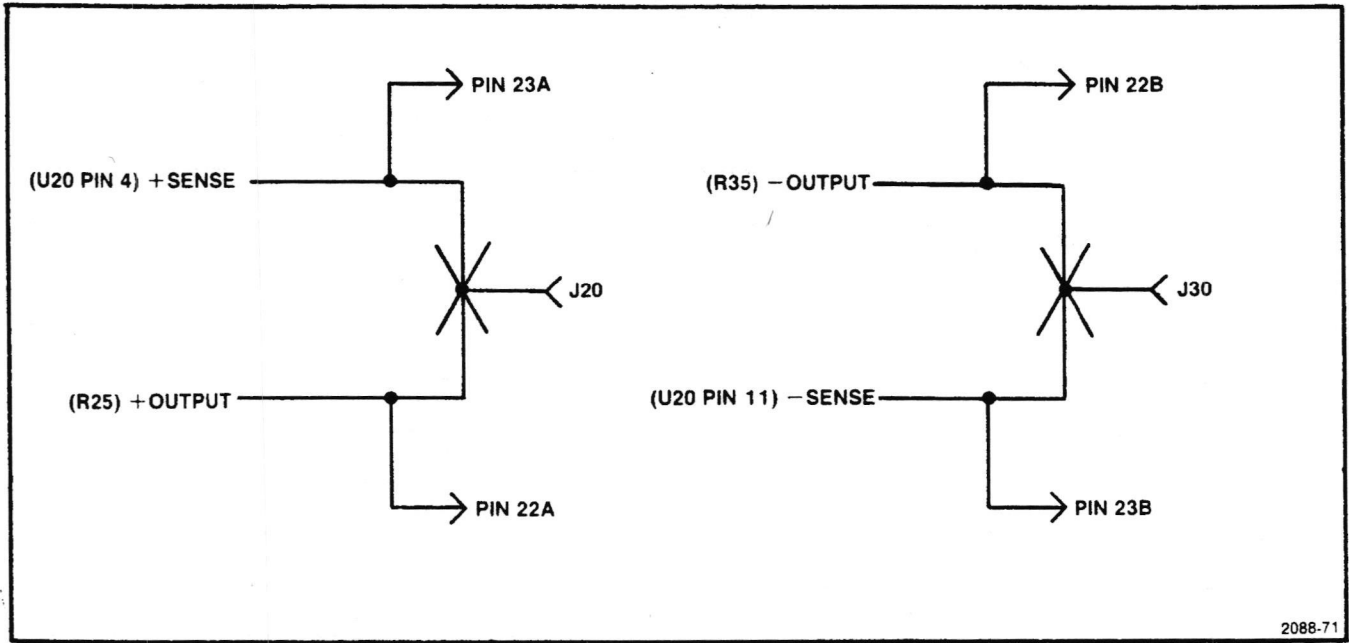 PIN 23A
(U20 PIN 4) +SENSE
J20
(R25) +OUTPUT
PIN 22A
PIN 22B
(R35) −OUTPUT
J30
(U20 PIN 11) −SENSE
PIN 23B
2088-71